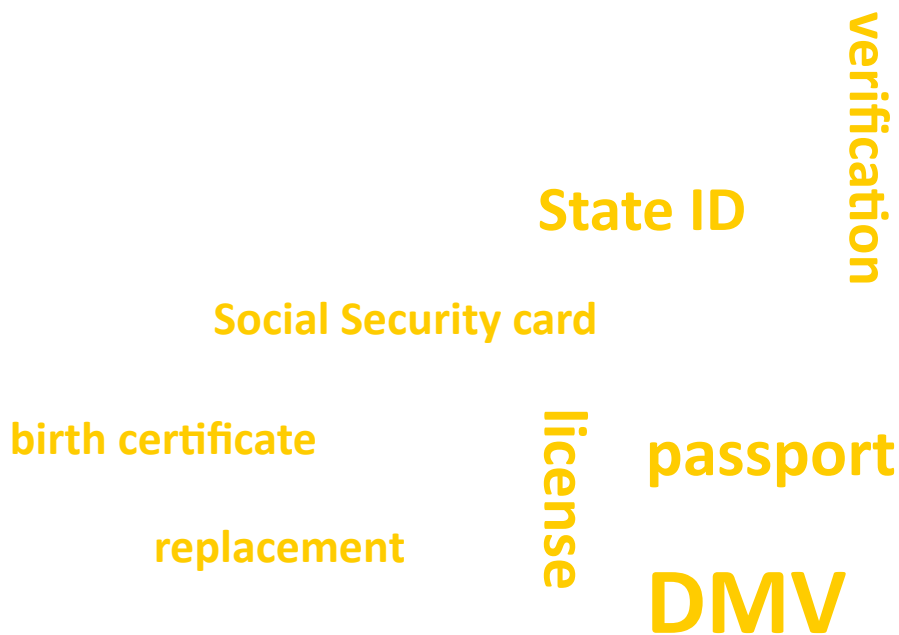 verification
State ID
Social Security card
license
birth certificate
passport
replacement
DMV